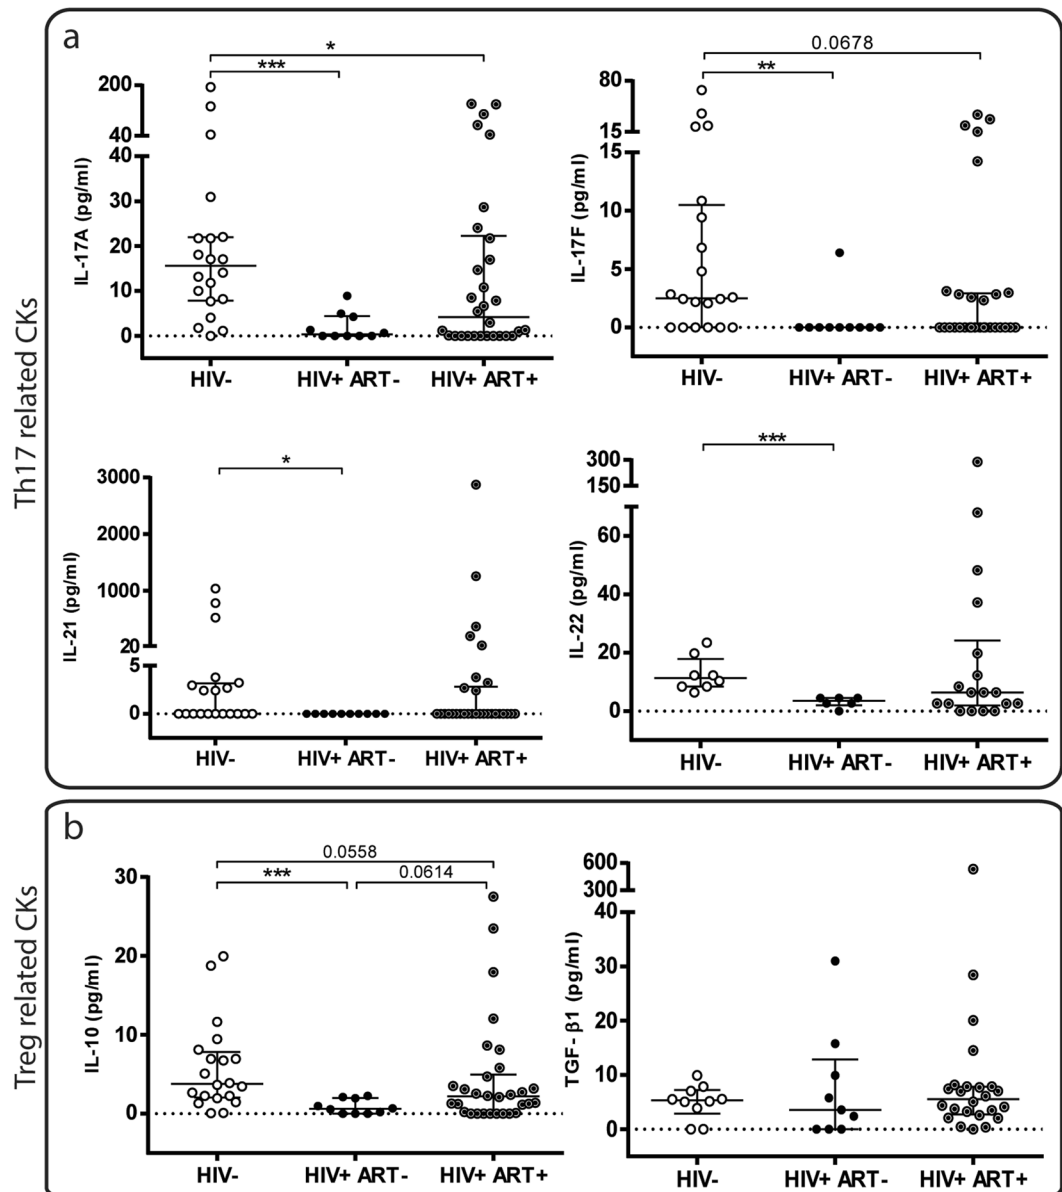 a
Th17 related CKs
*
***
200
40
40
30
20
10
0
IL-17A (pg/ml)
HIV-
HIV+ ART-
HIV+ ART+
0.0678
**
80
15
15
10
5
0
IL-17F (pg/ml)
HIV-
HIV+ ART-
HIV+ ART+
*
3000
2000
1000
20
5
0
IL-21 (pg/ml)
HIV-
HIV+ ART-
HIV+ ART+
***
300
150
60
40
20
0
IL-22 (pg/ml)
HIV-
HIV+ ART-
HIV+ ART+
b
Treg related CKs
0.0558
***
0.0614
30
20
10
0
IL-10 (pg/ml)
HIV-
HIV+ ART-
HIV+ ART+
600
300
40
30
20
10
0
TGF- β1 (pg/ml)
HIV-
HIV+ ART-
HIV+ ART+